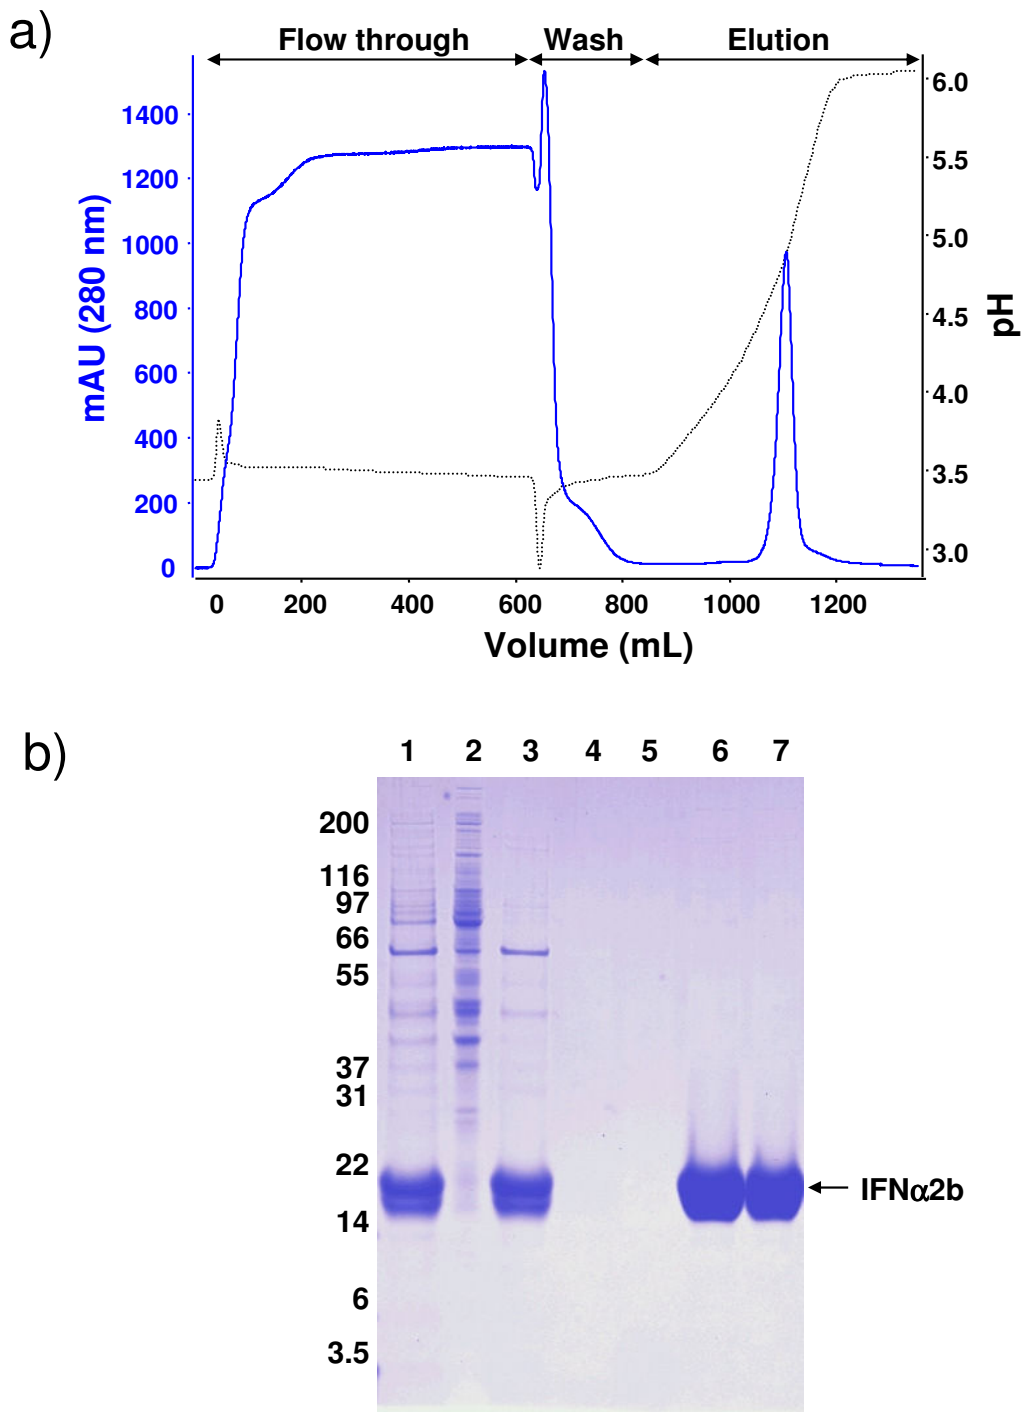 a)
Flow through
Wash
Elution
mAU (280 nm)
1400
1200
1000
800
600
400
200
0
6.0
5.5
5.0
4.5
4.0
3.5
3.0
pH
0 200 400 600 800 1000 1200
Volume (mL)
b)
1 2 3 4 5 6 7
200
116
97
66
55
37
31
22
14
6
3.5
IFNα2b